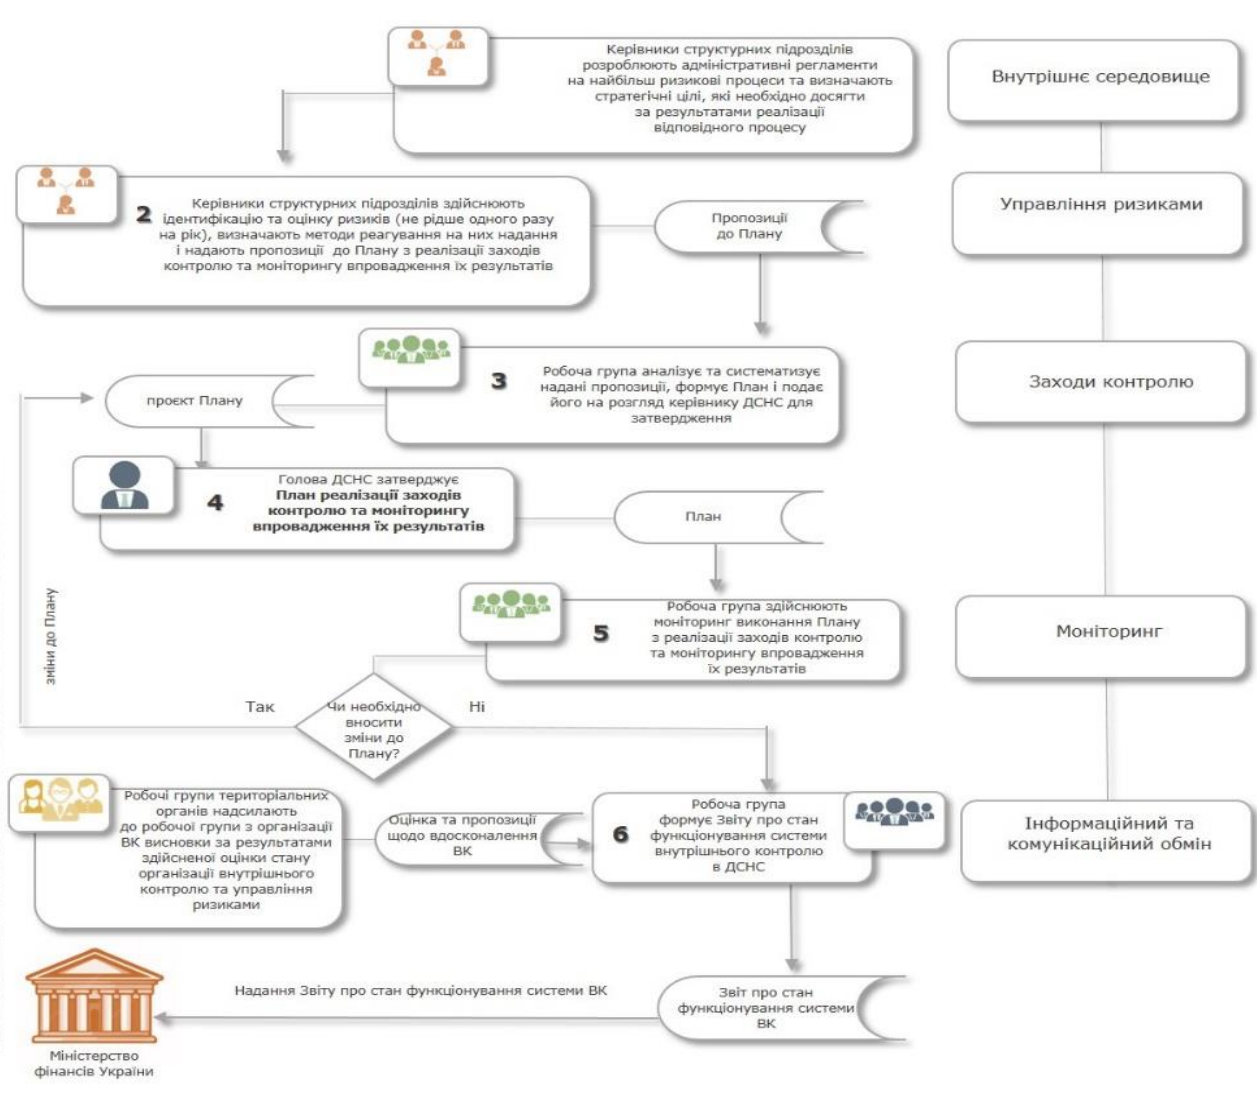 Керівники структурних підрозділів
розроблюють адміністративні регламенти
на найбільш ризикові процеси та визначають
стратегічні цілі, які необхідно досягти
за результатами реалізації
відповідного процесу
Внутрішнє середовище
2
Керівники структурних підрозділів здійснюють
ідентифікацію та оцінку ризиків (не рідше одного разу
на рік), визначають методи реагування на них надання
і надають пропозиції до Плану з реалізації заходів
контролю та моніторингу впровадження їх результатів
Пропозиції
до Плану
Управління ризиками
3
Робоча група аналізує та систематизує
надані пропозиції, формує План і подає
його на розгляд керівнику ДСНС для
затвердження
проєкт Плану
Заходи контролю
4
Голова ДСНС затверджує
План реалізації заходів
контролю та моніторингу
впровадження їх результатів
План
5
Робоча група здійснюють
моніторинг виконання Плану
з реалізації заходів контролю
та моніторингу впровадження
їх результатів
Моніторинг
зміни до Плану
Так
Чи необхідно
вносити
зміни до
Плану?
Ні
Робочі групи територіальних
органів надсилають
до робочої групи з організації
ВК висновки за результатами
здійсненої оцінки стану
організації внутрішнього
контролю та управління
ризиками
Оцінка та пропозиції
щодо вдосконалення
ВК
6
Робоча група
формує Звіту про стан
функціонування системи
внутрішнього контролю
в ДСНС
Інформаційний та
комунікаційний обмін
Надання Звіту про стан функціонування системи ВК
Звіт про стан
функціонування системи
ВК
Міністерство
фінансів України